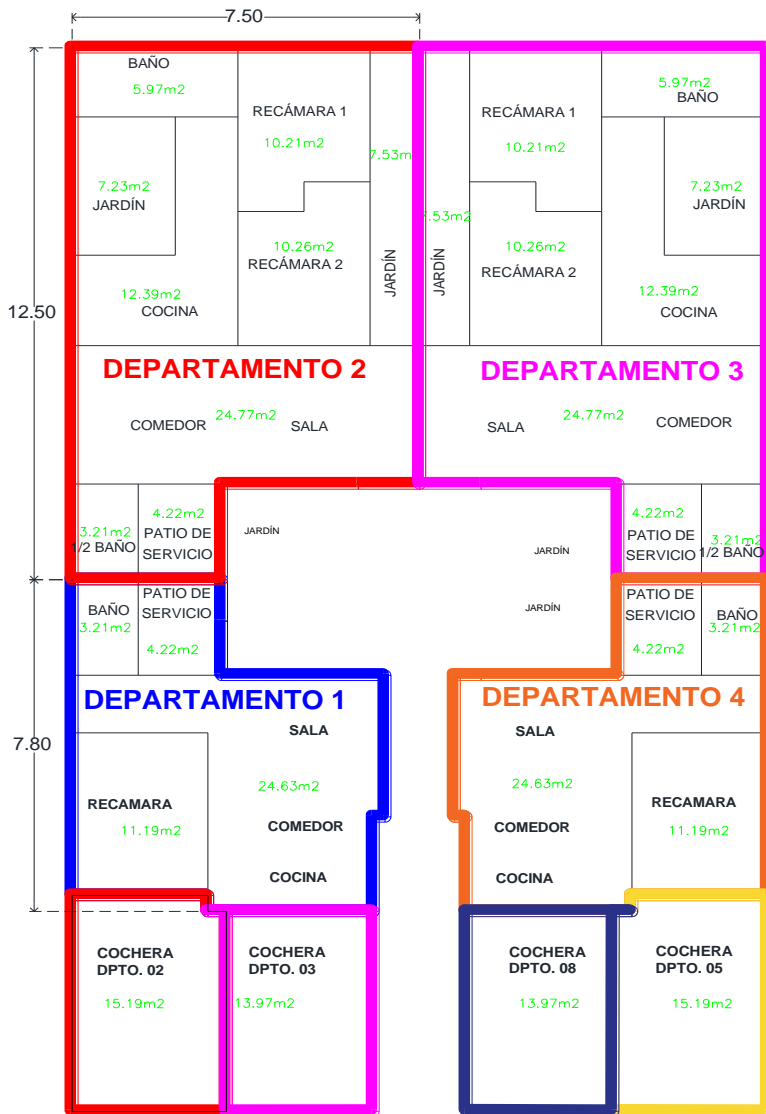 7.50
BAÑO
5.97m2
RECÁMARA 1
10.21m2
7.53m
7.23m2
JARDÍN
10.26m2
RECÁMARA 2
JARDÍN
12.39m2
COCINA
RECÁMARA 1
10.21m2
5.97m2
BAÑO
7.23m2
JARDÍN
7.53m2
JARDÍN
10.26m2
RECÁMARA 2
12.39m2
COCINA
12.50
DEPARTAMENTO 2
COMEDOR
24.77m2
SALA
DEPARTAMENTO 3
SALA
24.77m2
COMEDOR
3.21m2
1/2 BAÑO
4.22m2
PATIO DE
SERVICIO
JARDÍN
JARDÍN
JARDÍN
4.22m2
PATIO DE
SERVICIO
3.21m2
1/2 BAÑO
BAÑO
3.21m2
PATIO DE
SERVICIO
4.22m2
PATIO DE
SERVICIO
4.22m2
BAÑO
3.21m2
7.80
DEPARTAMENTO 1
SALA
24.63m2
COMEDOR
COCINA
RECAMARA
11.19m2
DEPARTAMENTO 4
SALA
24.63m2
COMEDOR
COCINA
RECAMARA
11.19m2
COCHERA
DPTO. 02
15.19m2
COCHERA
DPTO. 03
13.97m2
COCHERA
DPTO. 08
13.97m2
COCHERA
DPTO. 05
15.19m2